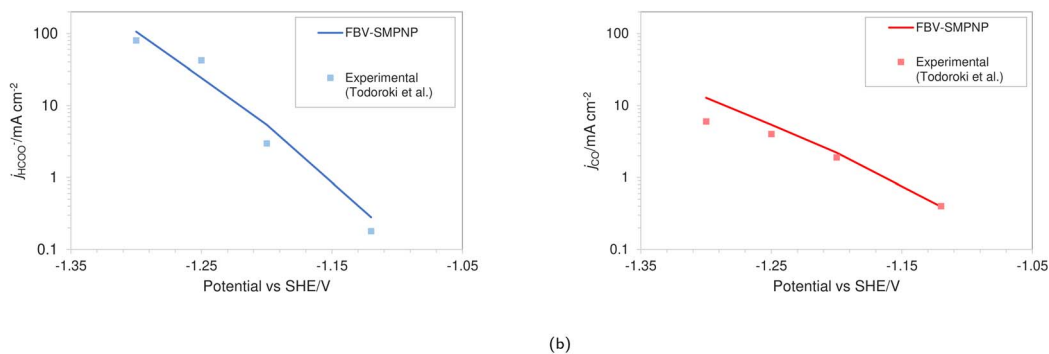 FBV-SMPNP
Experimental
(Todoroki et al.)
100
10
1
0.1
j HCOO-/mA cm-2
-1.35
-1.25
-1.15
-1.05
Potential vs SHE/V
FBV-SMPNP
Experimental
(Todoroki et al.)
100
10
1
0.1
j CO/mA cm-2
-1.35
-1.25
-1.15
-1.05
Potential vs SHE/V
(b)